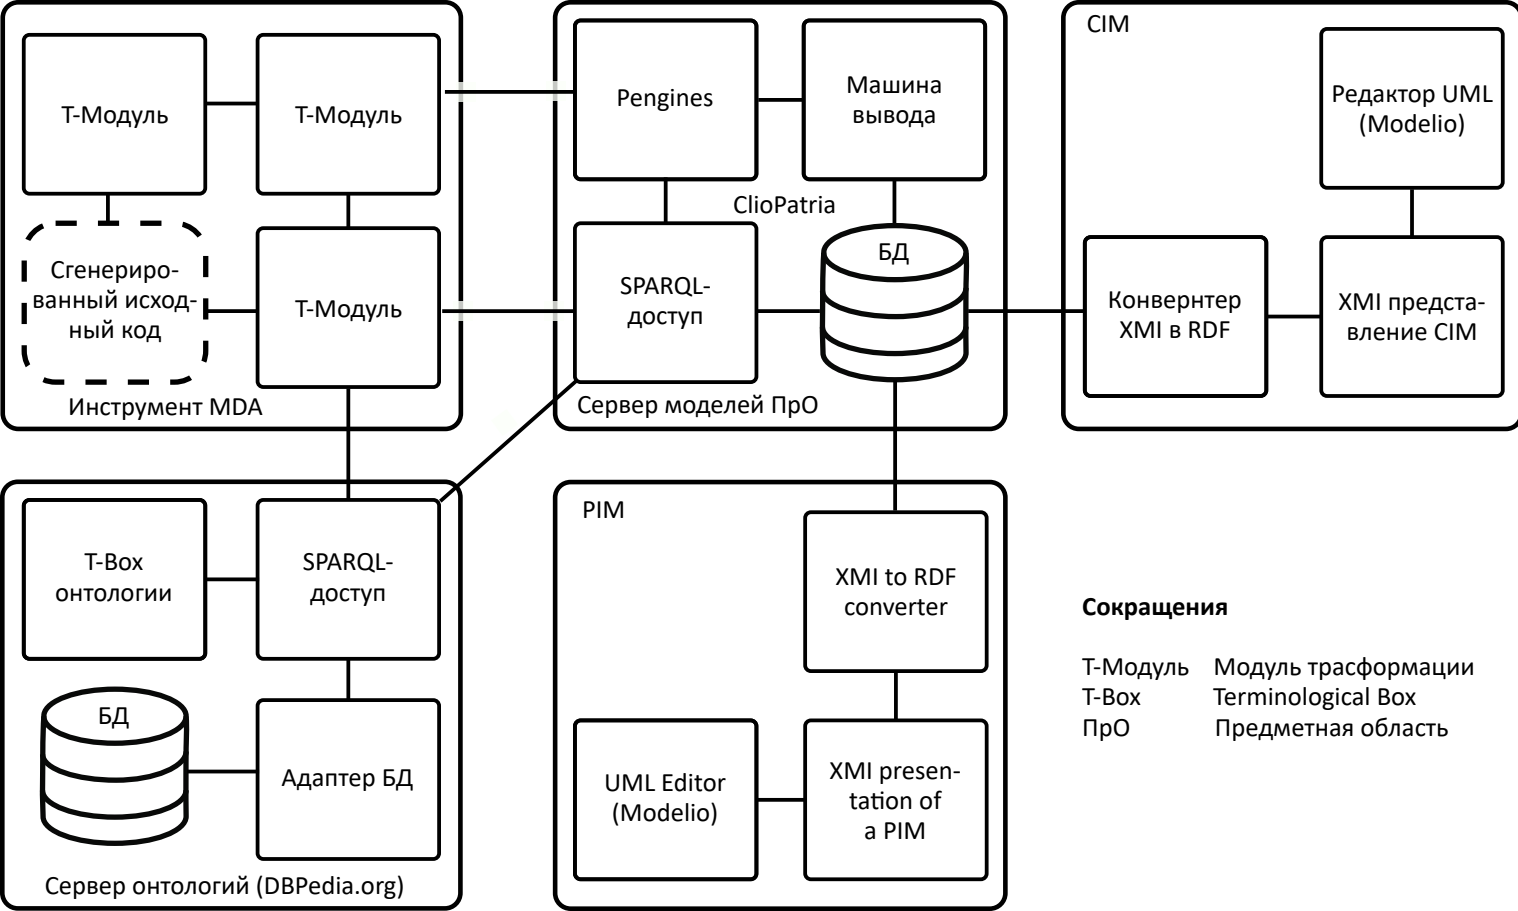 Т-Модуль
Т-Модуль
Сгенериро-
ванный исход-
ный код
Т-Модуль
Инструмент MDA
Pengines
Машина
вывода
ClioPatria
SPARQL-
доступ
БД
Сервер моделей ПрО
CIM
Редактор UML
(Modelio)
Конвернтер
XMI в RDF
XMI предста-
вление CIM
T-Box
онтологии
SPARQL-
доступ
БД
Адаптер БД
Сервер онтологий (DBPedia.org)
PIM
XMI to RDF
converter
UML Editor
(Modelio)
XMI presen-
tation of
a PIM
Сокращения
Т-Модуль Модуль трасформации
T-Box Terminological Box
ПрО Предметная область